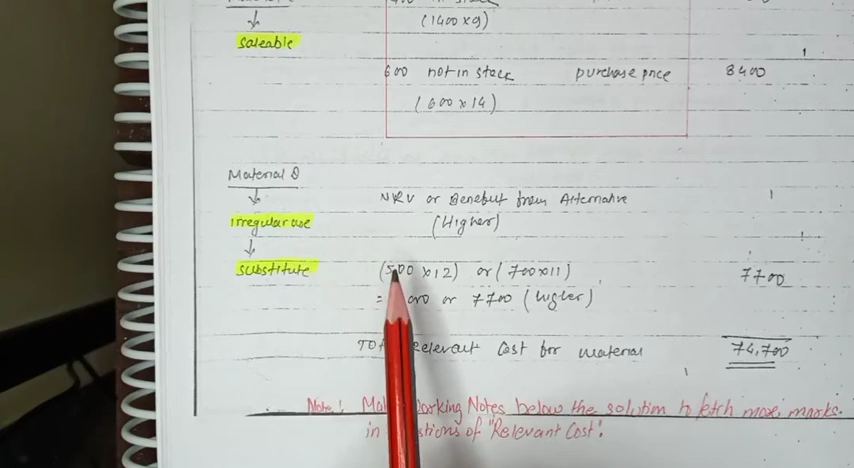 (1400×9)
saleable
600 not in stock purchase price 8400
(600×14)
Material D
NRV or Benefit from Alternative
irregular use (Higher)
substitute (500×12) or (700×11) 7700
= or 7700 (higher)
Relevant Cost for material 74,700
Note: Working Notes below the solution to fetch more marks.
in of "Relevant Cost".